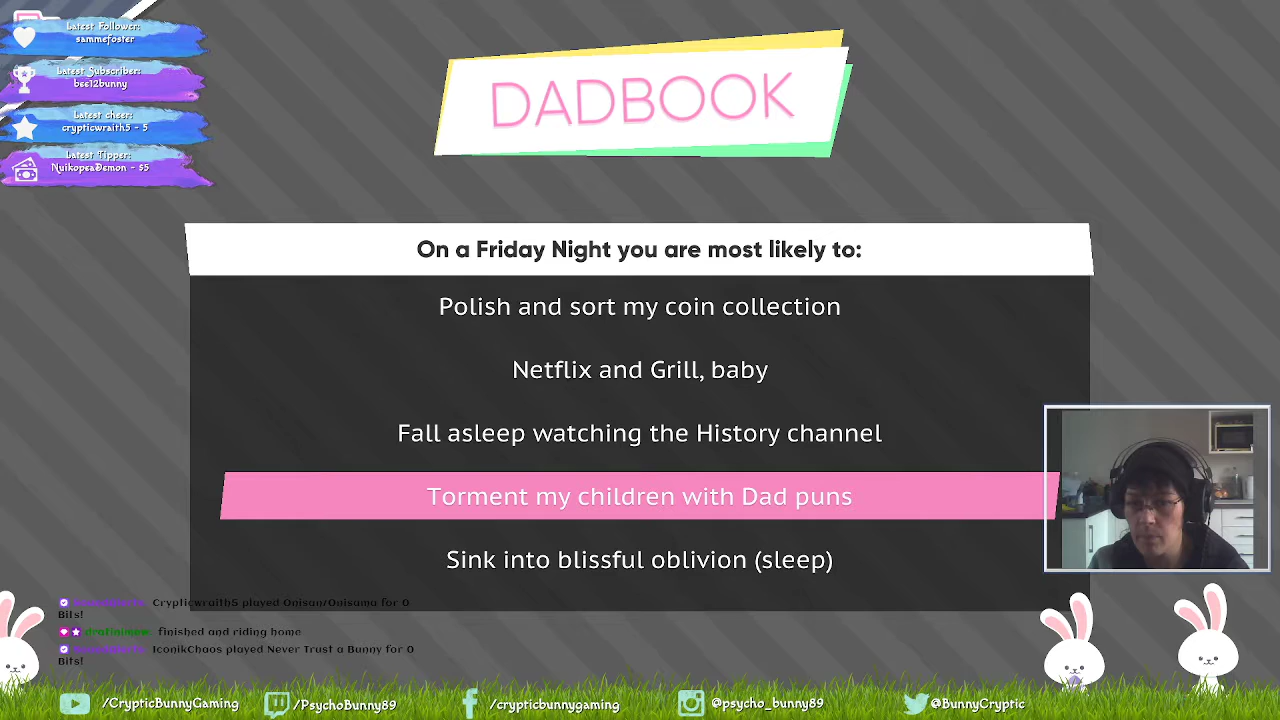 Latest Follower:
sammefoster
Latest Subscriber:
bse12bunny
Latest cheer:
crypticwraith5 - 5
Latest Tipper:
NyikopsaDemon - $5
DADBOOK
On a Friday Night you are most likely to:
Polish and sort my coin collection
Netflix and Grill, baby
Fall asleep watching the History channel
Torment my children with Dad puns
Sink into blissful oblivion (sleep)
Crypticwraith5 played Onisan/Onisama for 0
Bits!
finished and riding home
IconikChaos played Never Trust a Bunny for 0
Bits!
/CrypticBunnyGaming
/PsychoBunny89
/crypticbunnygaming
@psycho_bunny89
@BunnyCryptic